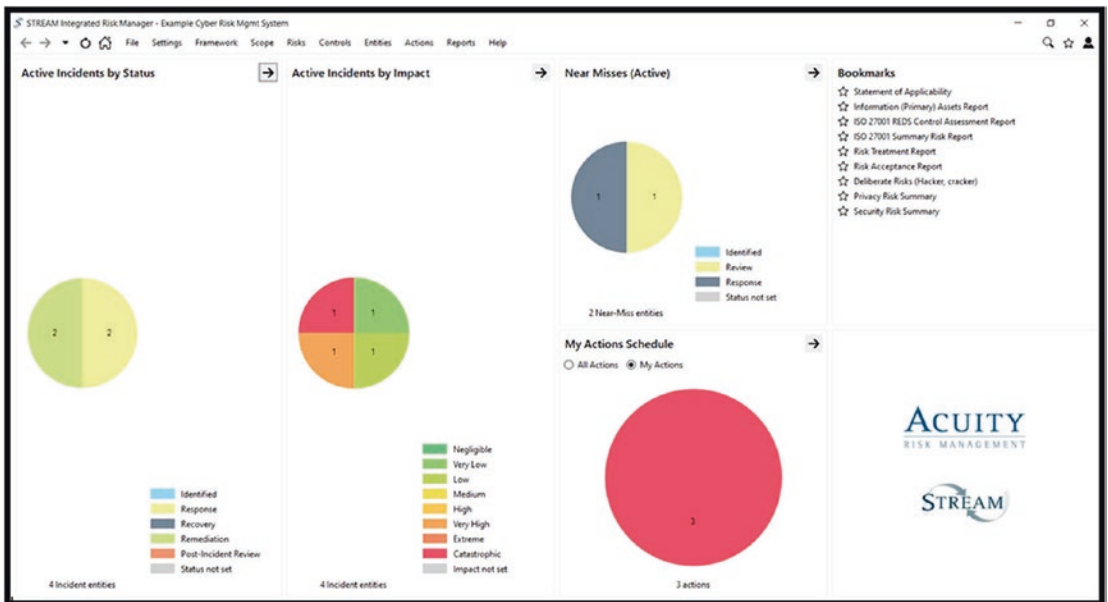 STREAM Integrated Risk Manager - Example Cyber Risk Mgmt System
File Settings Framework Scope Risks Controls Entities Actions Reports Help
Active Incidents by Status
2
2
Identified
Response
Recovery
Remediation
Post-Incident Review
Status not set
4 Incident entities
Active Incidents by Impact
1
1
1
1
Negligible
Very Low
Low
Medium
High
Very High
Extreme
Catastrophic
Impact not set
4 Incident entities
Near Misses (Active)
1
1
Identified
Review
Response
Status not set
2 Near-Miss entities
My Actions Schedule
All Actions My Actions
3
3 actions
Bookmarks
Statement of Applicability
Information (Primary) Assets Report
ISO 27001 REDS Control Assessment Report
ISO 27001 Summary Risk Report
Risk Treatment Report
Risk Acceptance Report
Deliberate Risks (Hacker, cracker)
Privacy Risk Summary
Security Risk Summary
ACUITY
RISK MANAGEMENT
STREAM